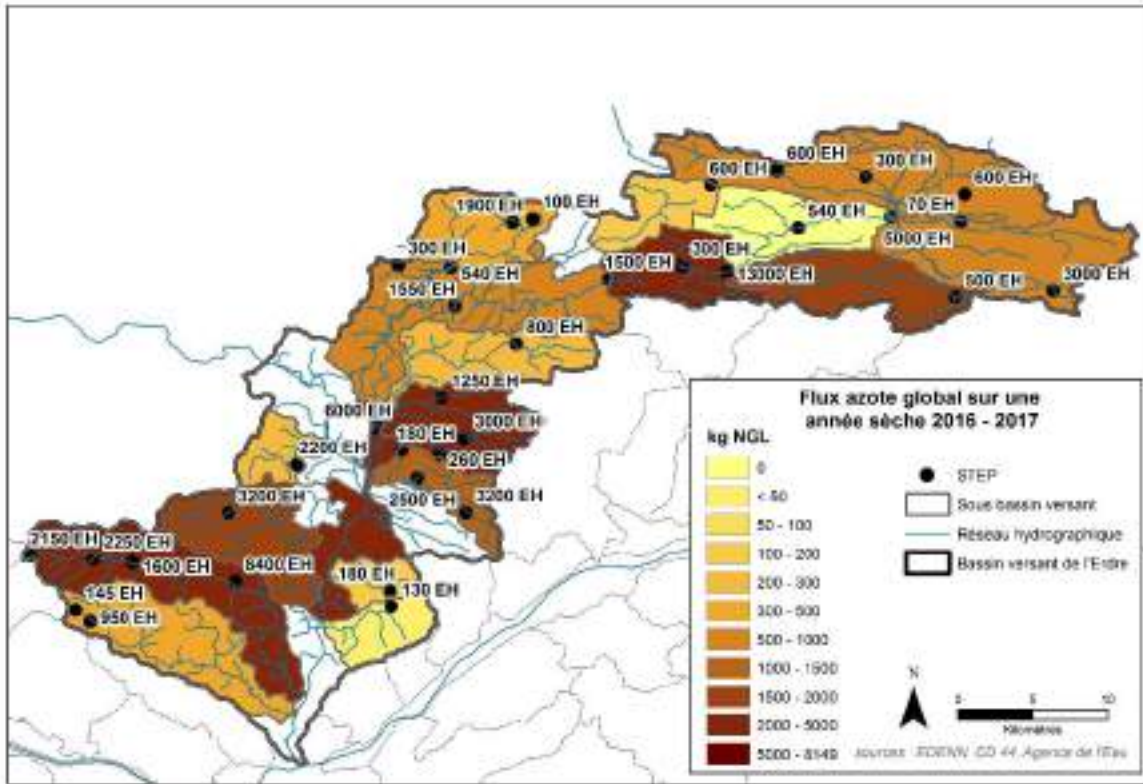 600 EH
300 EH
600 EH
600 EH
1900 EH
100 EH
540 EH
70 EH
5000 EH
300 EH
540 EH
1500 EH
300 EH
13000 EH
500 EH
3000 EH
1550 EH
800 EH
1250 EH
6000 EH
3000 EH
180 EH
260 EH
2200 EH
2500 EH
3200 EH
3200 EH
2150 EH
2250 EH
1600 EH
8400 EH
180 EH
130 EH
145 EH
950 EH
Flux azote global sur une
année sèche 2016 - 2017
kg NGL
0
< 50
50 - 100
100 - 200
200 - 300
300 - 500
500 - 1000
1000 - 1500
1500 - 2000
2000 - 5000
5000 - 8149
STEP
Sous bassin versant
Réseau hydrographique
Bassin versant de l'Erdre
N
0 5 10
Kilomètres
sources : EDENN, CD 44, Agence de l'Eau